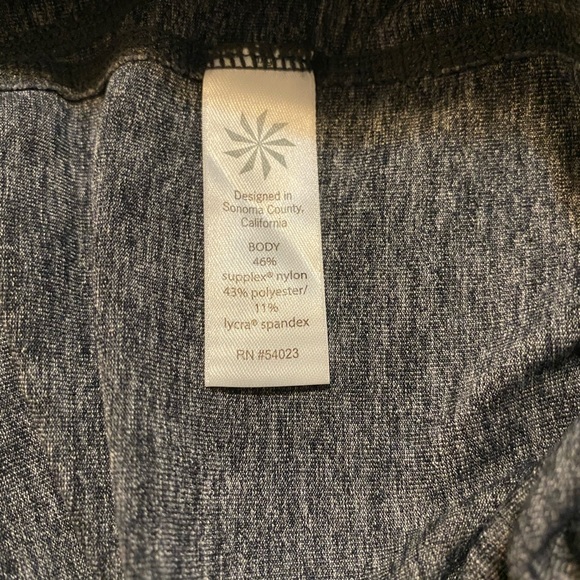 Designed in
Sonoma County,
California
BODY
46%
supplex® nylon
43% polyester/
11%
lycra® spandex
RN #54023